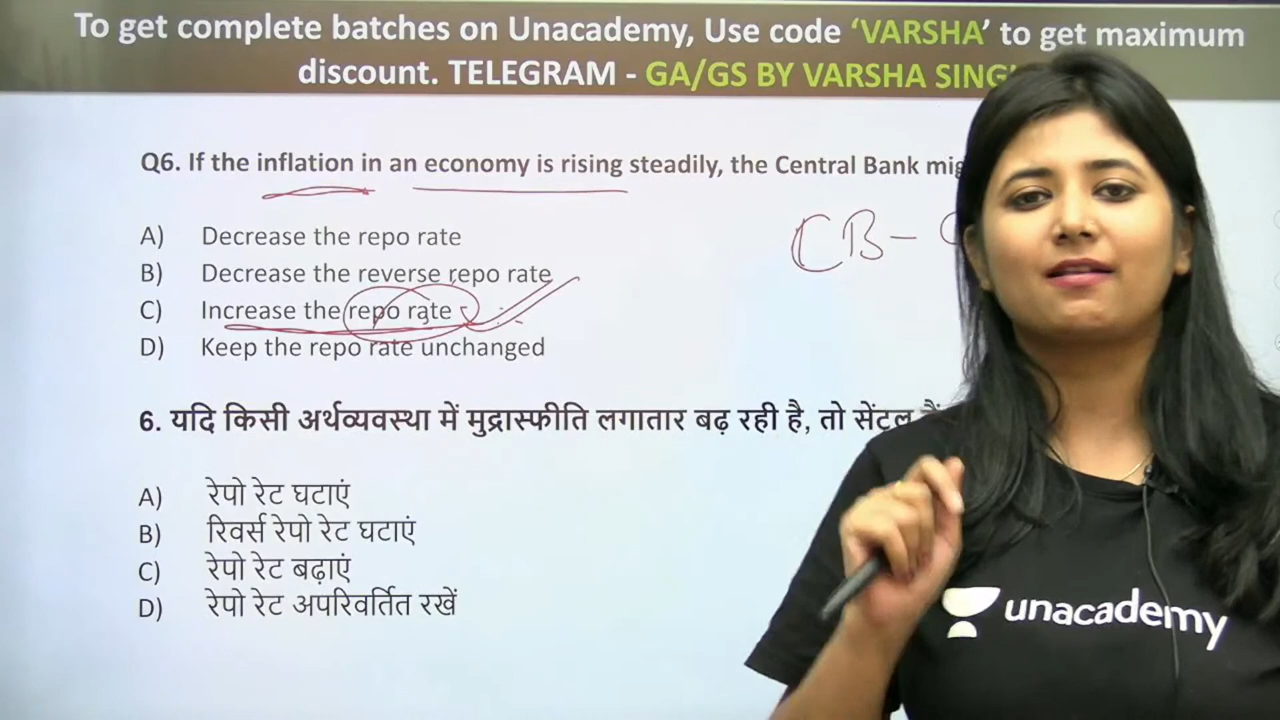 To get complete batches on Unacademy, Use code ‘VARSHA’ to get maximum
discount. TELEGRAM - GA/GS BY VARSHA
Q6. If the inflation in an economy is rising steadily, the Central Bank
A) Decrease the repo rate
B) Decrease the reverse repo rate
C) Increase the repo rate
D) Keep the repo rate unchanged
CB-
6. यदि किसी अर्थव्यवस्था में मुद्रास्फीति लगातार बढ़ रही है, तो
A) रेपो रेट घटाएं
B) रिवर्स रेपो रेट घटाएं
C) रेपो रेट बढ़ाएं
D) रेपो रेट अपरिवर्तित रखें
unacademy